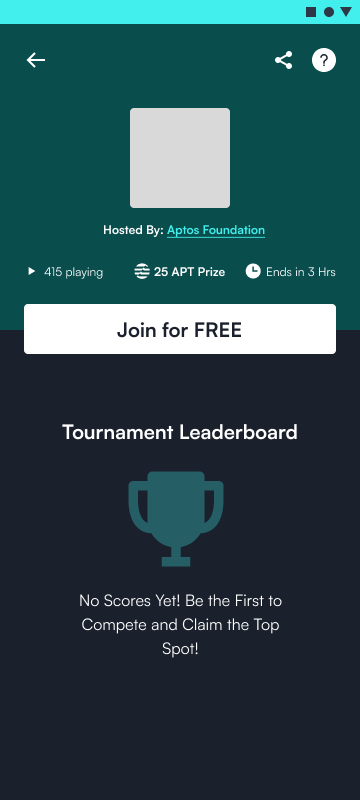 ?
Hosted By: Aptos Foundation
415 playing
25 APT Prize
Ends in 3 Hrs
Join for FREE
Tournament Leaderboard
No Scores Yet! Be the First to
Compete and Claim the Top
Spot!